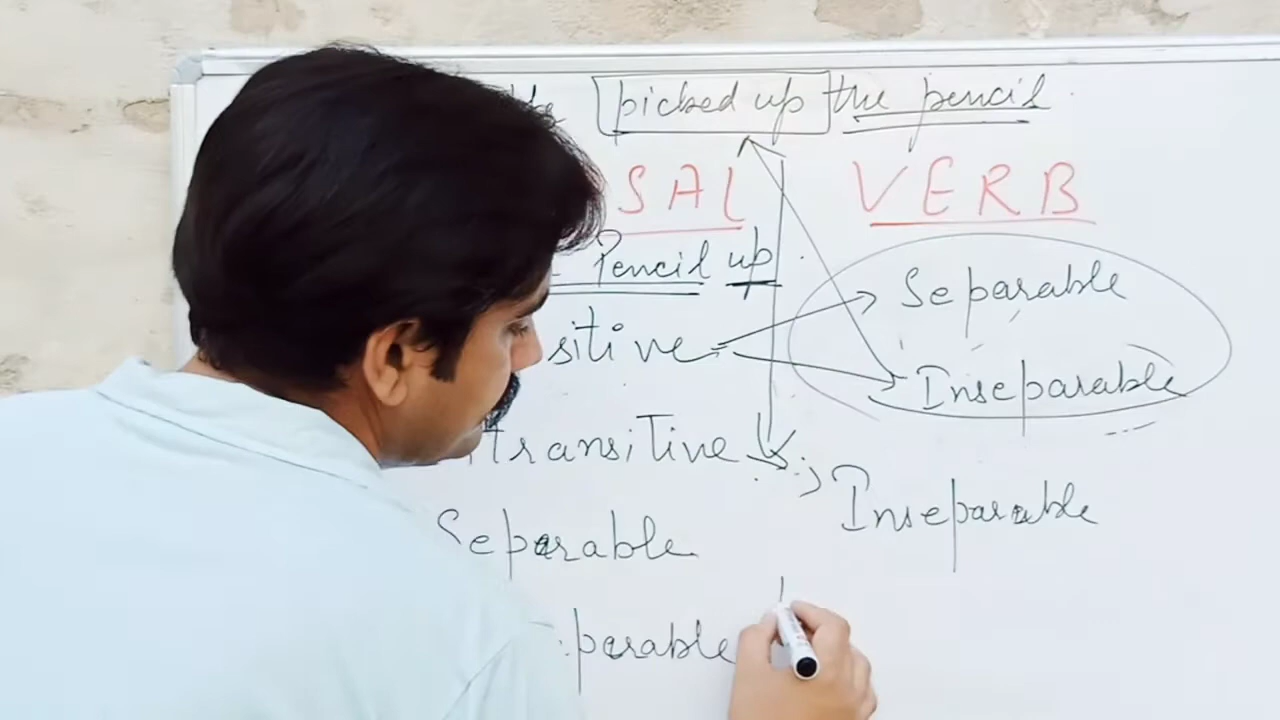 picked up the pencil
SAL VERB
Pencil up.
Separable
sitive
Inseparable
transitive ; Inseparable
Separable
parable